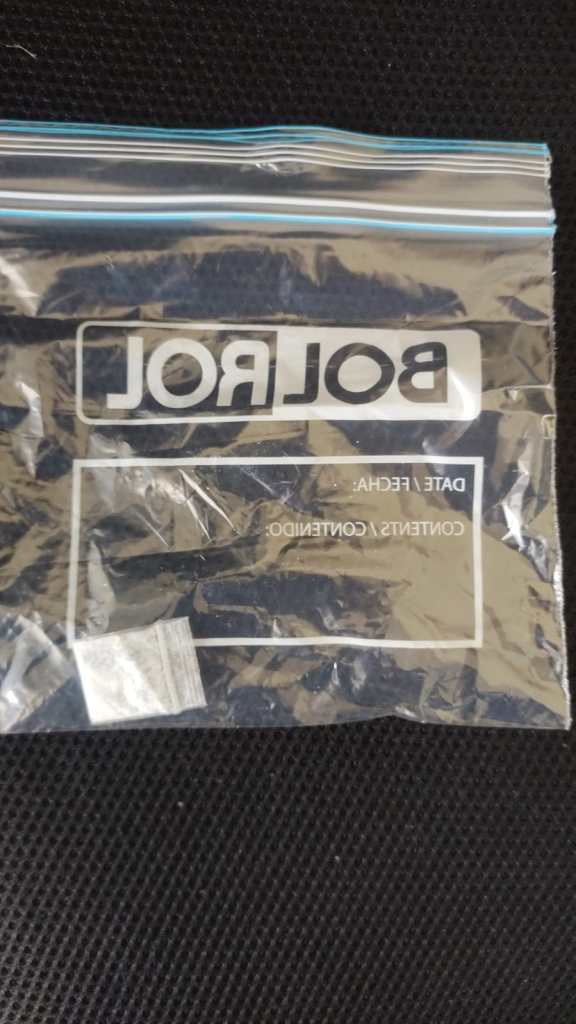 BOLROL
DATE / FECHA:
CONTENTS / CONTENIDO: